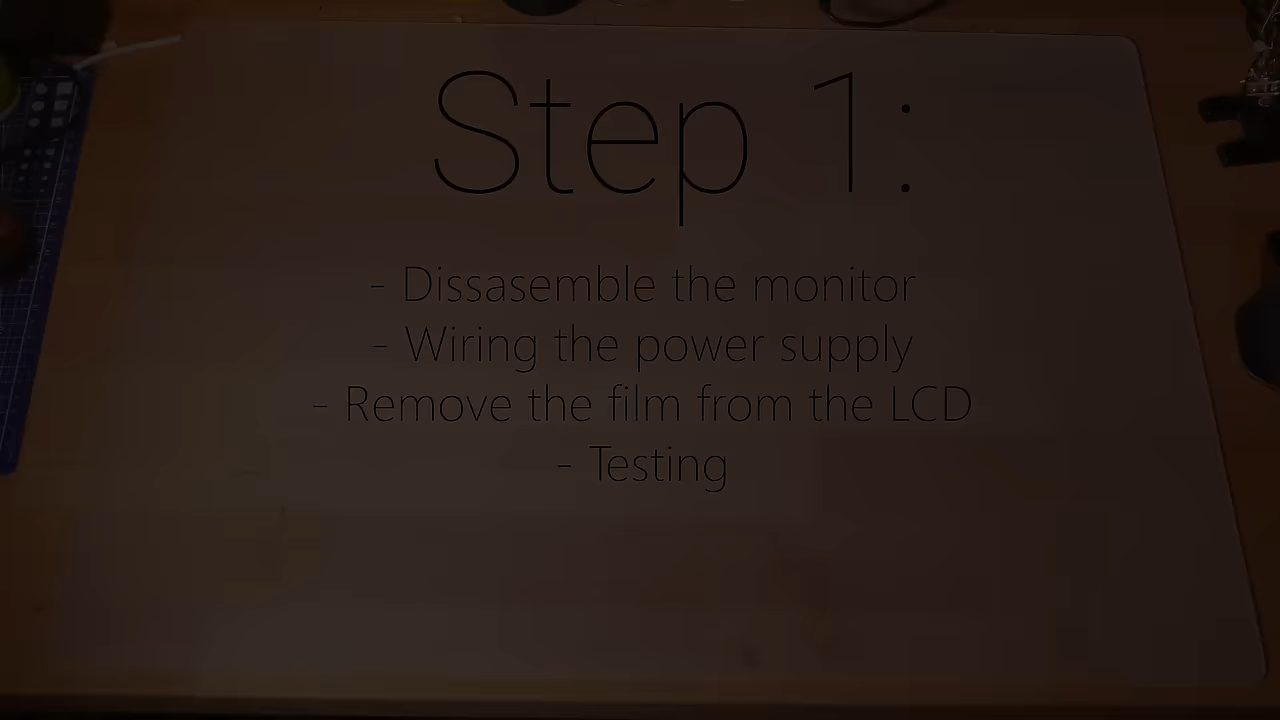 Step 1:
- Dissasemble the monitor
- Wiring the power supply
- Remove the film from the LCD
- Testing